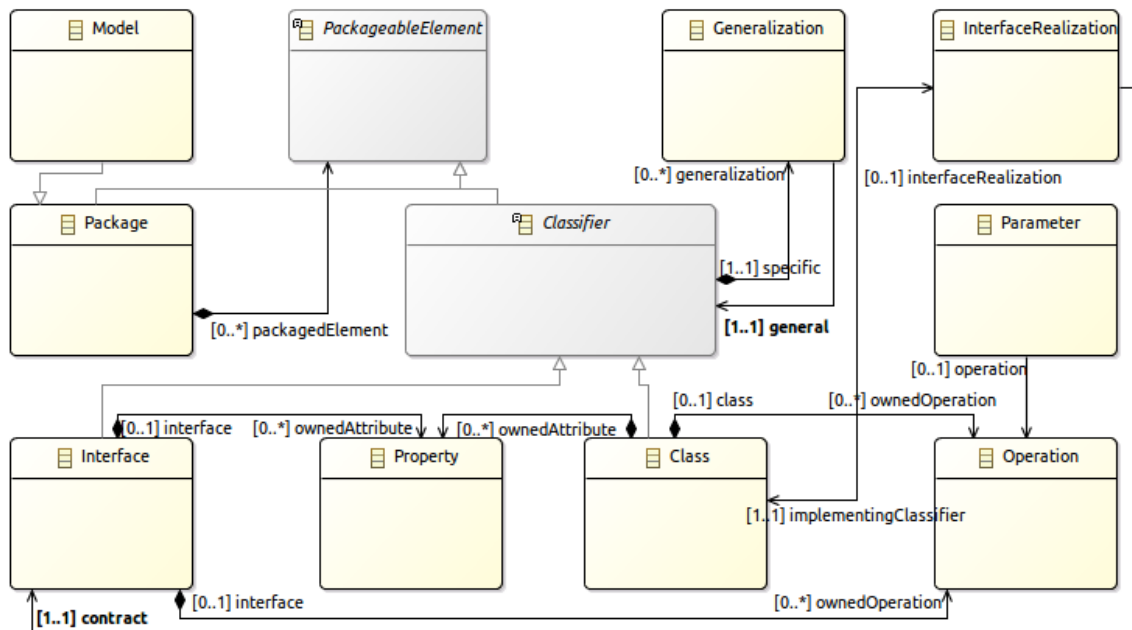 Model
PackageableElement
Generalization
InterfaceRealization
[0..*] generalization
[0..1] interfaceRealization
Package
Classifier
Parameter
[1..1] specific
[0..*] packagedElement
[1..1] general
[0..1] operation
[0..1] class
[0..*] ownedOperation
[0..1] interface
[0..*] ownedAttribute
[0..*] ownedAttribute
Interface
Property
Class
Operation
[1..1] implementingClassifier
[0..1] interface
[0..*] ownedOperation
[1..1] contract